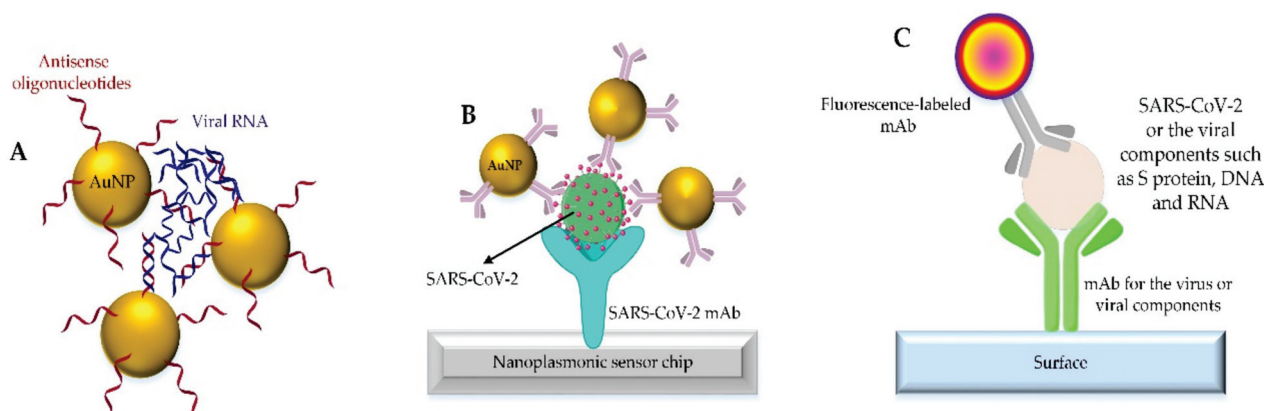 A
Antisense
oligonucleotides
Viral RNA
AuNP
B
AuNP
SARS-CoV-2
SARS-CoV-2 mAb
Nanoplasmonic sensor chip
C
Fluorescence-labeled
mAb
SARS-CoV-2
or the viral
components such
as S protein, DNA
and RNA
mAb for the virus or
viral components
Surface